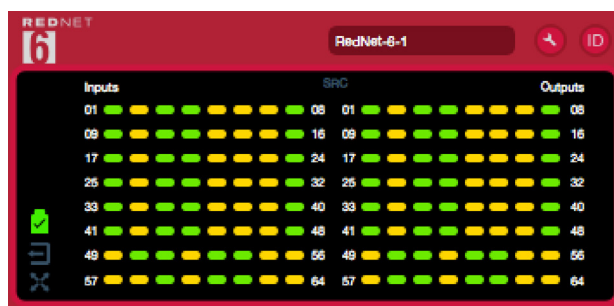 REDNET
6
RedNet-6-1
ID
SRC
Inputs
Outputs
01 08 01 08
09 16 09 16
17 24 17 24
25 32 25 32
33 40 33 40
41 48 41 48
49 56 49 56
57 64 57 64